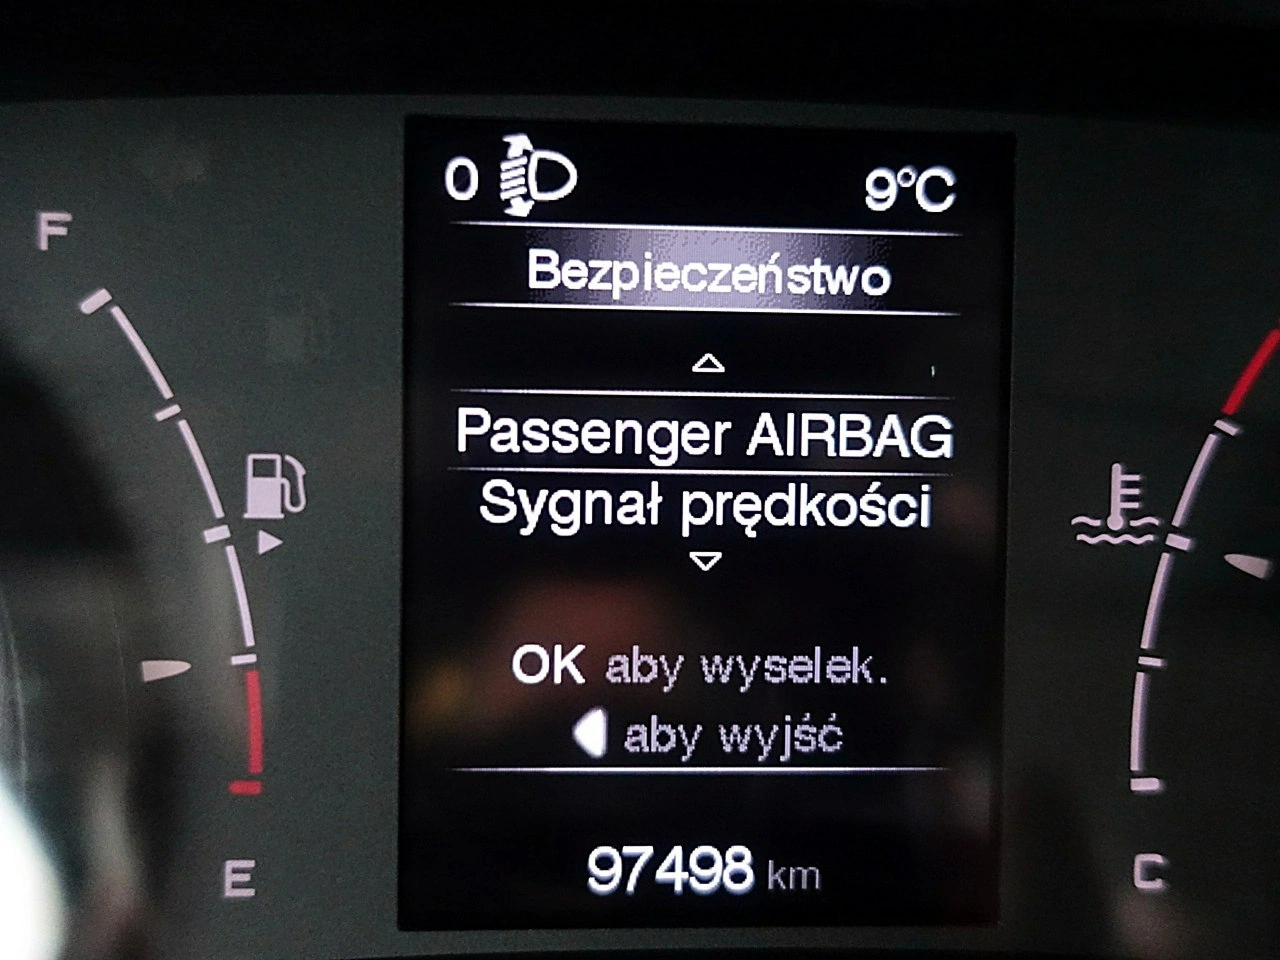 0 9°C
F
Bezpieczeństwo
Passenger AIRBAG
Sygnał prędkości
OK aby wyselek.
aby wyjść
E
97498 km
C